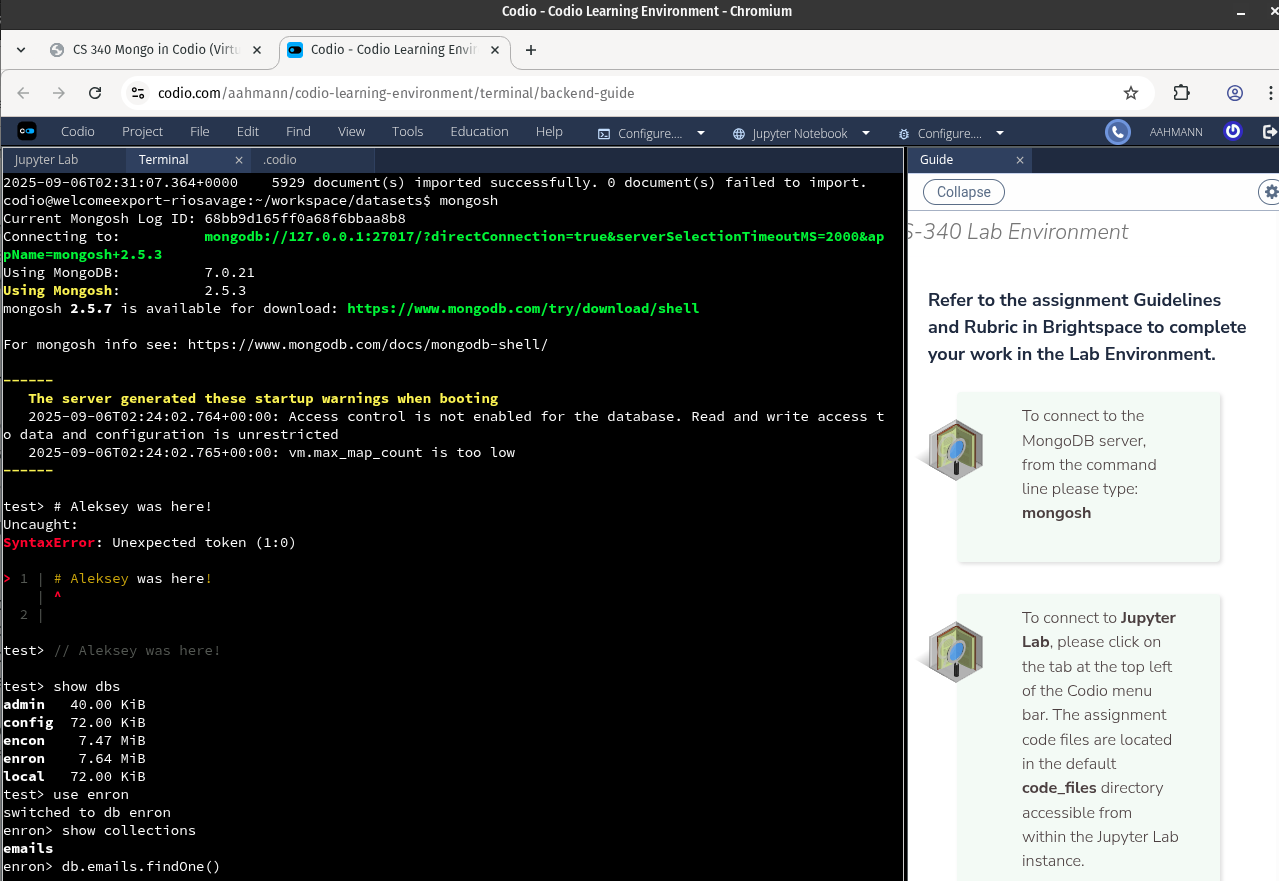 Codio - Codio Learning Environment - Chromium
CS 340 Mongo in Codio (Virtu
Codio - Codio Learning Envir
codio.com/aahmann/codio-learning-environment/terminal/backend-guide
Codio Project File Edit Find View Tools Education Help Configure.... Jupyter Notebook Configure.... AAHMANN
Jupyter Lab Terminal .codio
2025-09-06T02:31:07.364+0000    5929 document(s) imported successfully. 0 document(s) failed to import.
codio@welcomeexport-riosavage:~/workspace/datasets$ mongosh
Current Mongosh Log ID: 68bb9d165ff0a68f6bbaa8b8
Connecting to:          mongodb://127.0.0.1:27017/?directConnection=true&serverSelectionTimeoutMS=2000&ap
pName=mongosh+2.5.3
Using MongoDB:          7.0.21
Using Mongosh:          2.5.3
mongosh 2.5.7 is available for download: https://www.mongodb.com/try/download/shell
For mongosh info see: https://www.mongodb.com/docs/mongodb-shell/
------
   The server generated these startup warnings when booting
   2025-09-06T02:24:02.764+00:00: Access control is not enabled for the database. Read and write access t
o data and configuration is unrestricted
   2025-09-06T02:24:02.765+00:00: vm.max_map_count is too low
------
test> # Aleksey was here!
Uncaught:
SyntaxError: Unexpected token (1:0)
> 1 | # Aleksey was here!
    | ^
  2 |
test> // Aleksey was here!
test> show dbs
admin   40.00 KiB
config  72.00 KiB
encon    7.47 MiB
enron    7.64 MiB
local   72.00 KiB
test> use enron
switched to db enron
enron> show collections
emails
enron> db.emails.findOne()
Guide
Collapse
S-340 Lab Environment
Refer to the assignment Guidelines
and Rubric in Brightspace to complete
your work in the Lab Environment.
To connect to the
MongoDB server,
from the command
line please type:
mongosh
To connect to Jupyter
Lab, please click on
the tab at the top left
of the Codio menu
bar. The assignment
code files are located
in the default
code_files directory
accessible from
within the Jupyter Lab
instance.